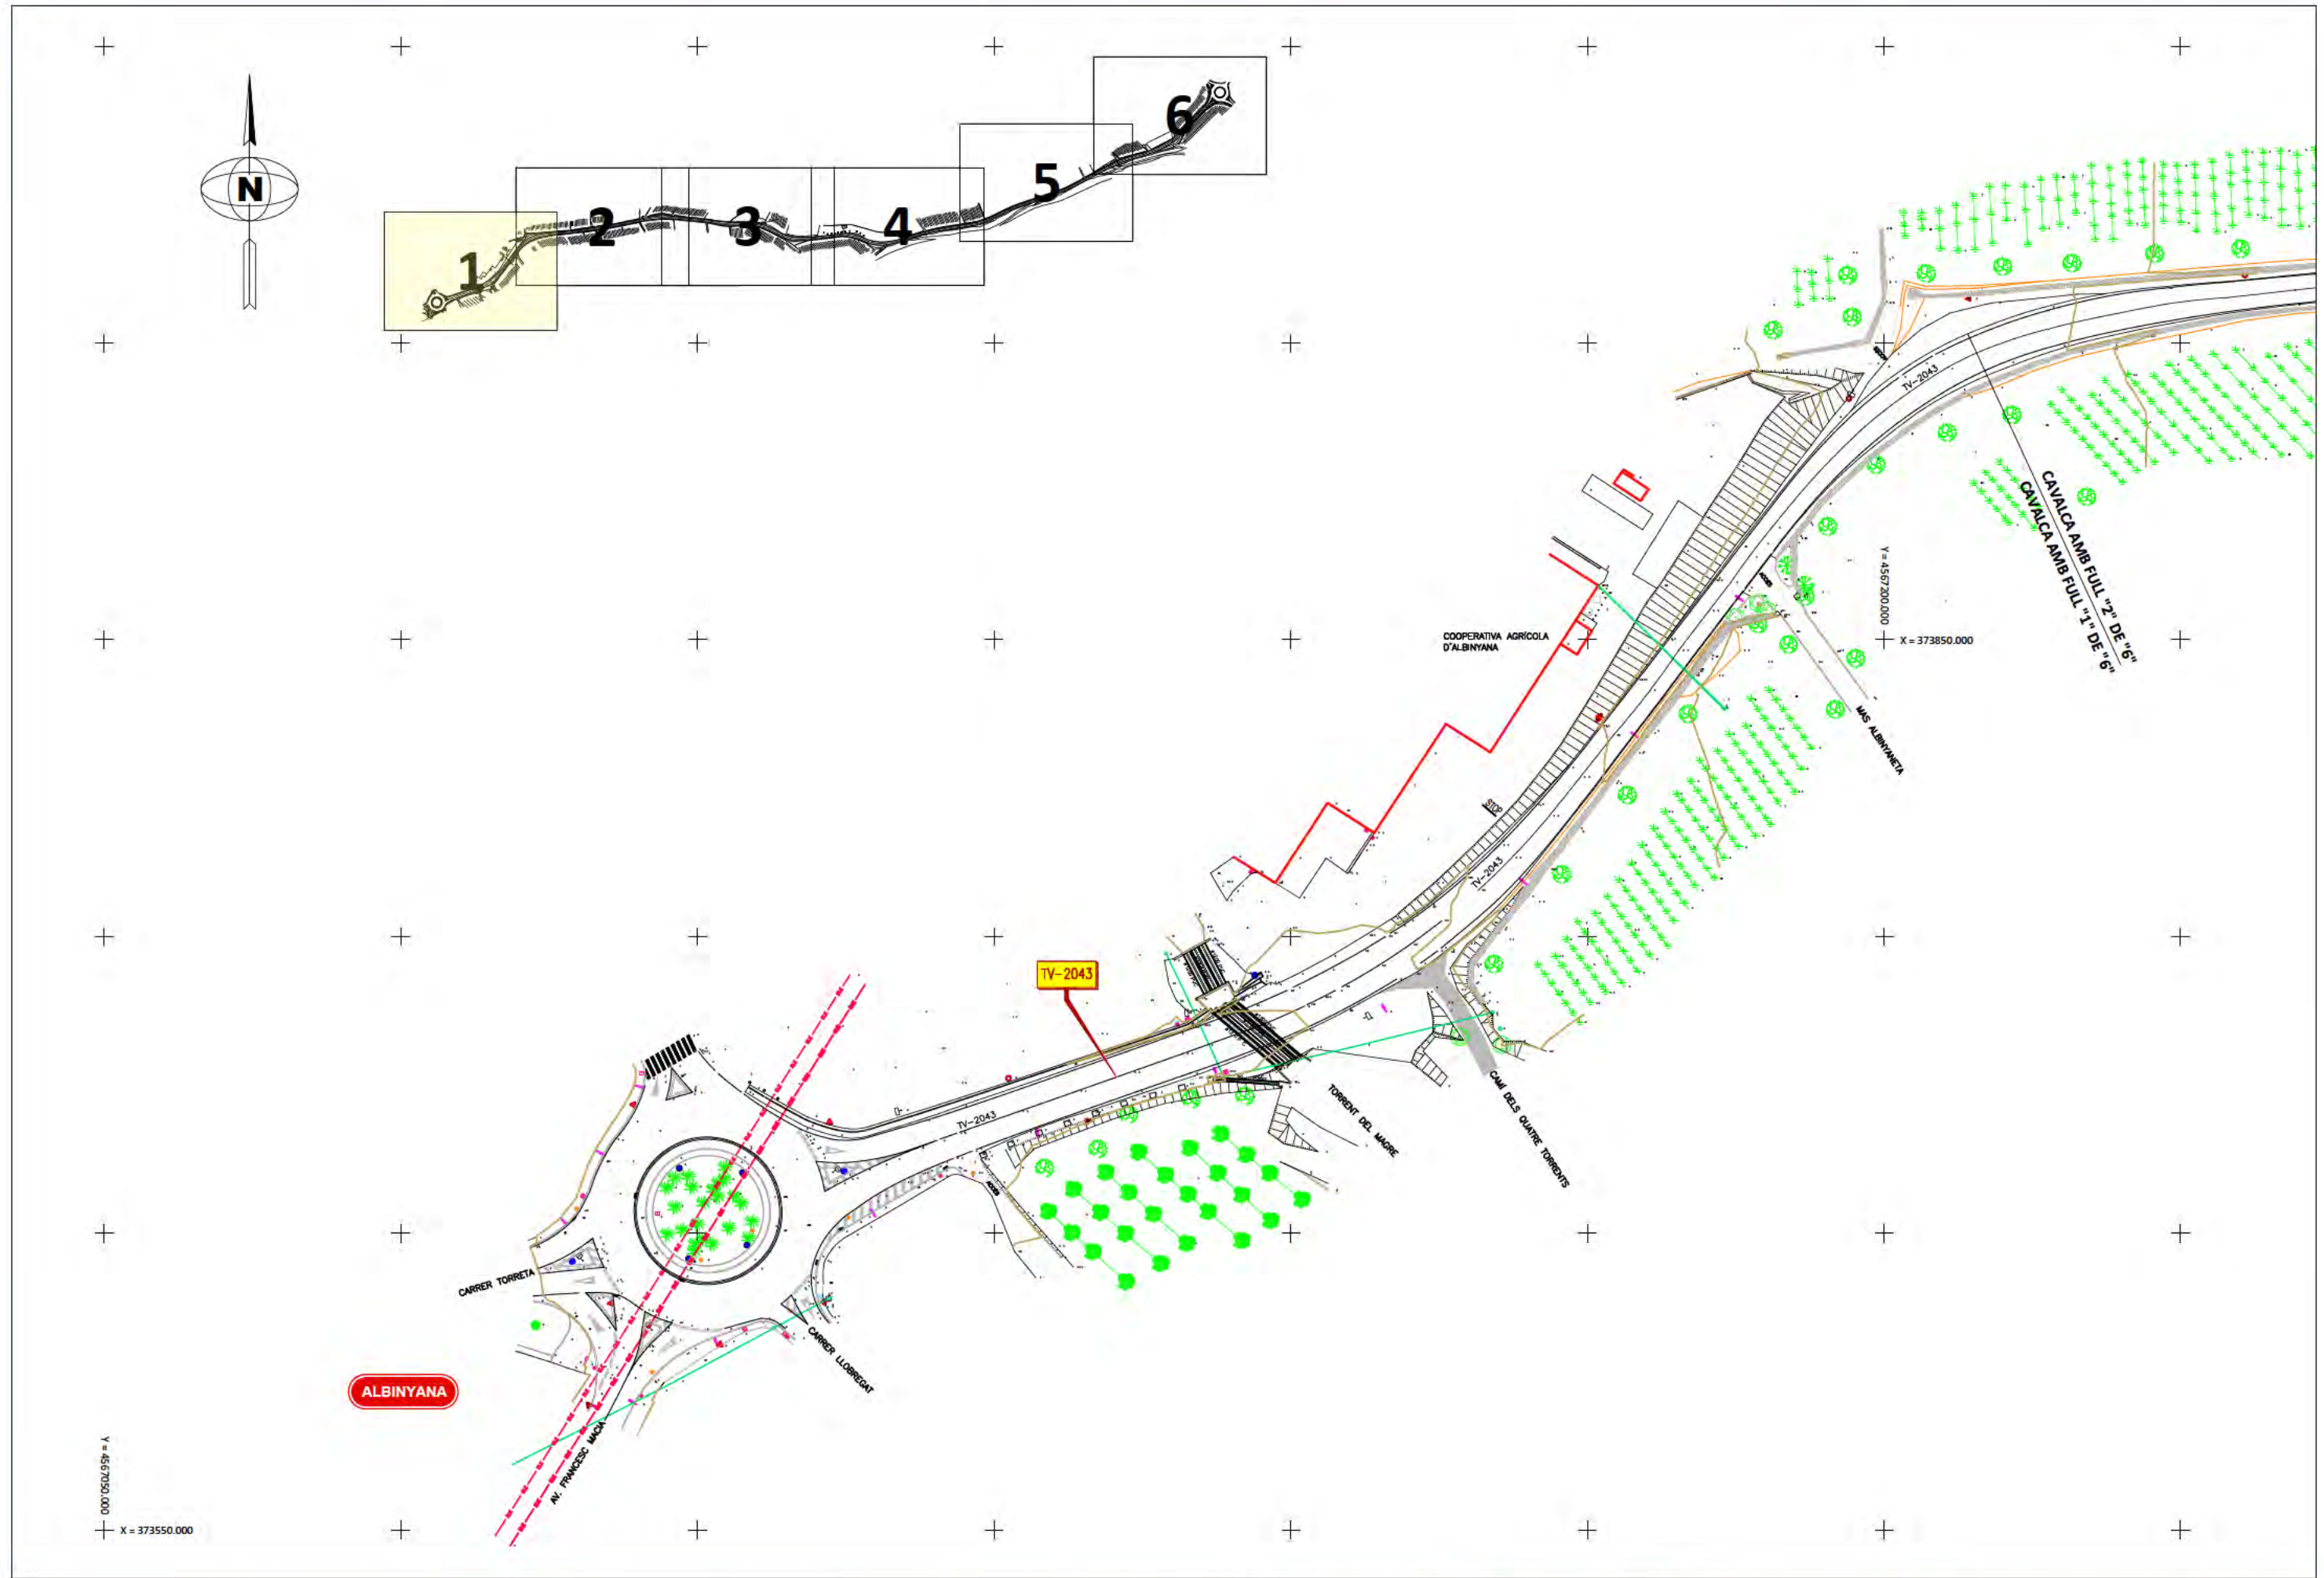 N
1
2
3
4
5
6
TV-2043
CAVALCA AMB FULL "2" DE "6"
CAVALCA AMB FULL "1" DE "6"
Y = 4567200.000
X = 373850.000
COOPERATIVA AGRÍCOLA
D'ALBINYANA
MAS ALBINYANETA
STOP
TV-2043
TV-2043
TV-2043
TORRENT DEL MAGRE
CAMÍ DELS QUATRE TORRENTS
CARRER TORRETA
CARRER LLOBREGAT
ALBINYANA
AV. FRANCESC MACIÀ
Y = 4567050.000
X = 373550.000